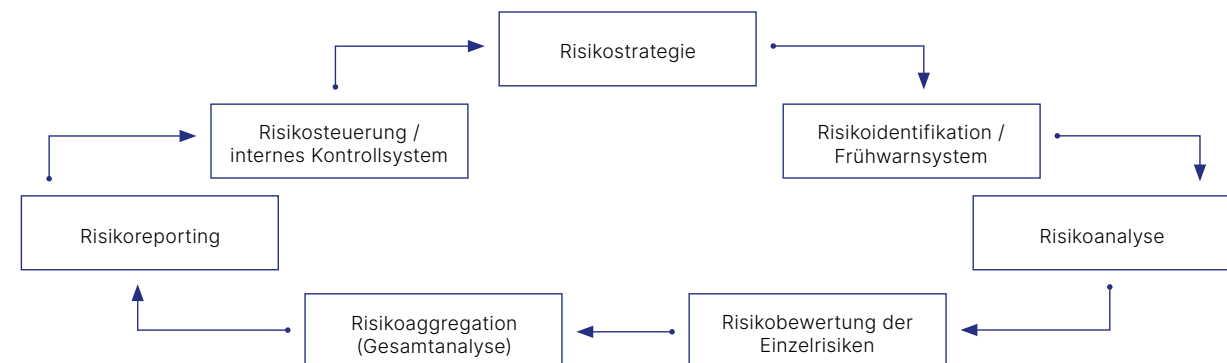 Risikostrategie
Risikosteuerung /
internes Kontrollsystem
Risikoidentifikation /
Frühwarnsystem
Risikoreporting
Risikoanalyse
Risikoaggregation
(Gesamtanalyse)
Risikobewertung der
Einzelrisiken